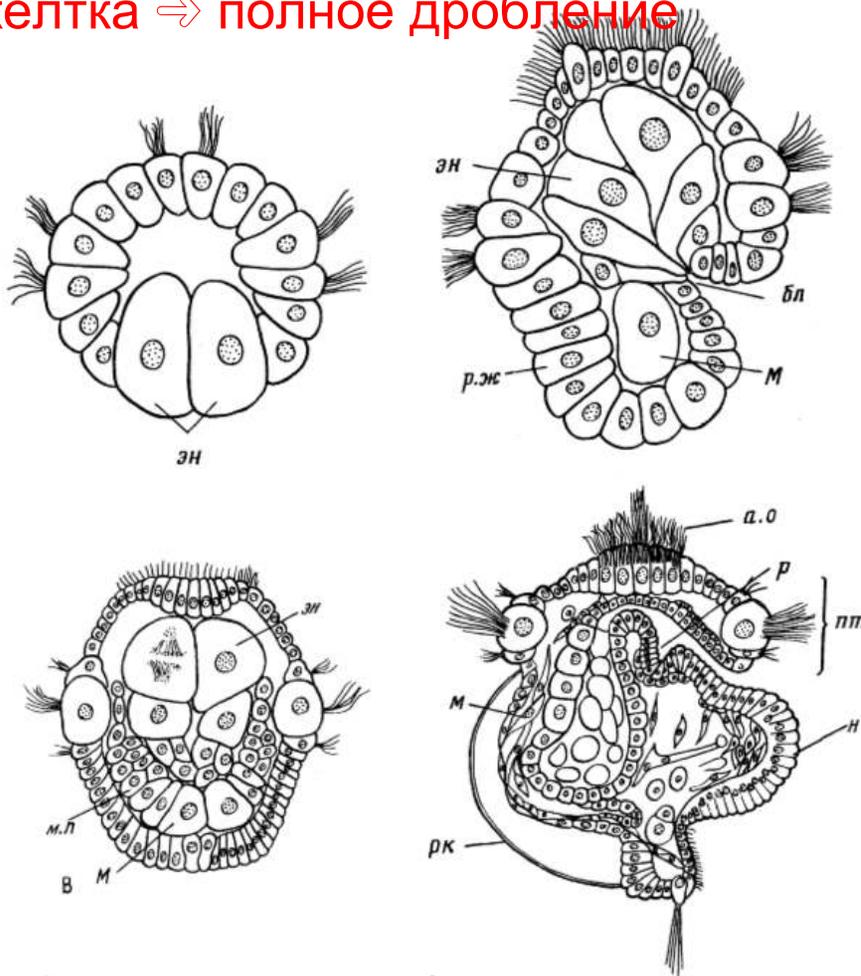 желтка ⇨ полное дробление
эн
бл
р.ж
М
эн
а.о
р
пп
эн
м
н
м.п
рк
М
В